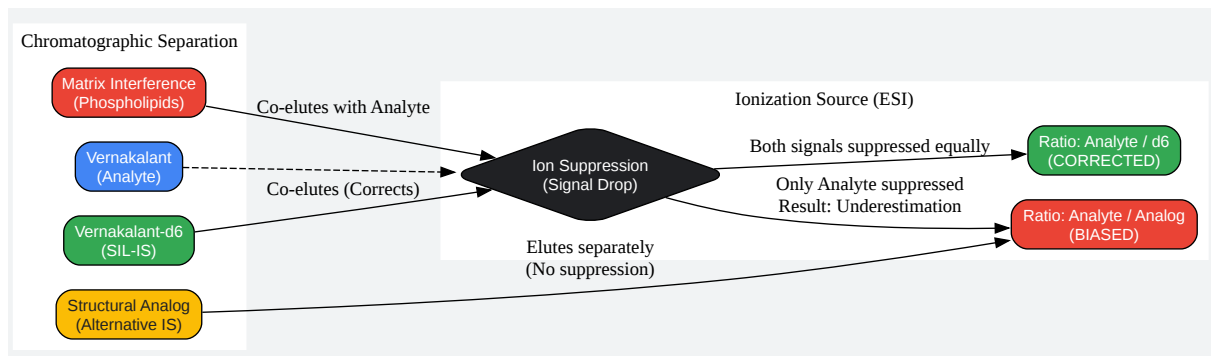 Chromatographic Separation
Matrix Interference
(Phospholipids)
Vernakalant
(Analyte)
Vernakalant-d6
(SIL-IS)
Structural Analog
(Alternative IS)
Co-elutes with Analyte
Co-elutes (Corrects)
Elutes separately
(No suppression)
Ionization Source (ESI)
Ion Suppression
(Signal Drop)
Both signals suppressed equally
Only Analyte suppressed
Result: Underestimation
Ratio: Analyte / d6
(CORRECTED)
Ratio: Analyte / Analog
(BIASED)